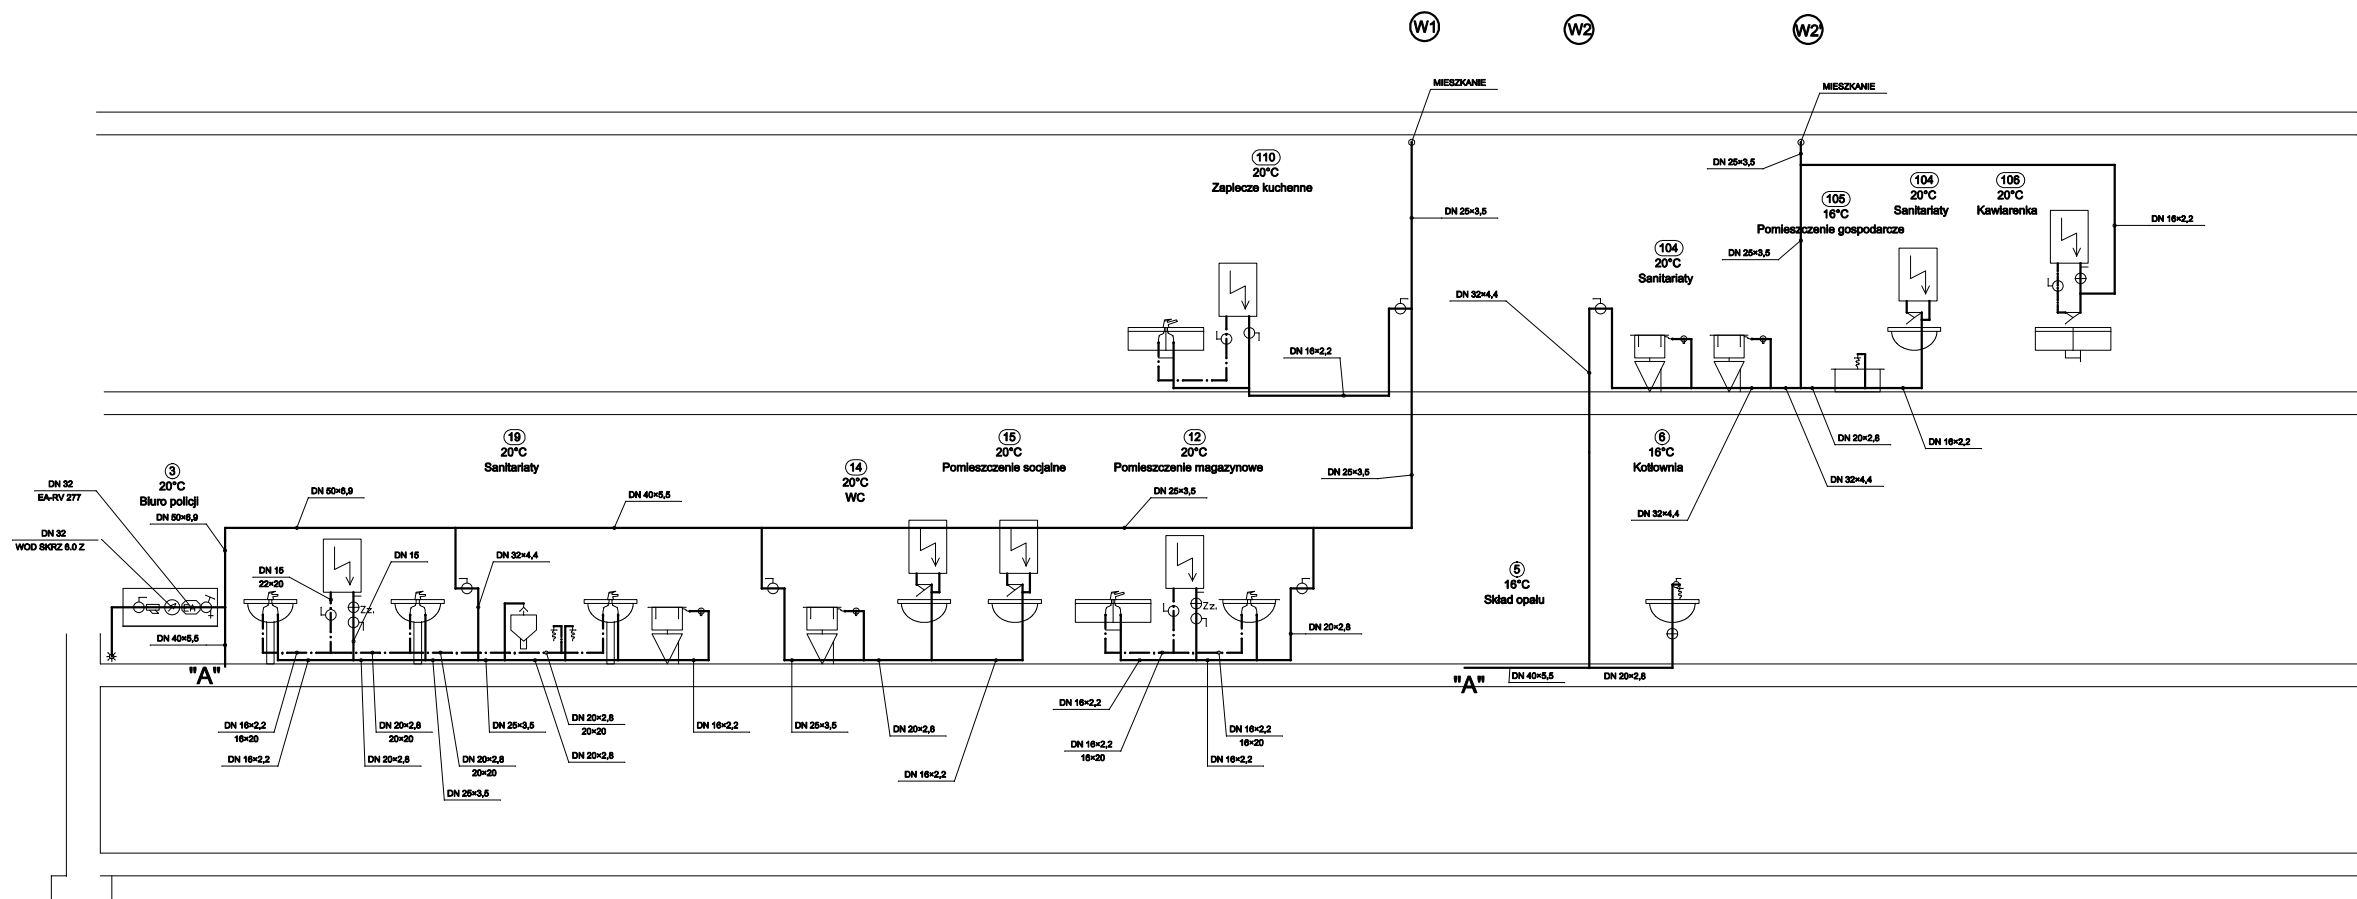 W1
W2
W2'
MIESZKANIE
MIESZKANIE
110
20°C
Zaplecze kuchenne
DN 25×3,5
DN 16×2,2
DN 25×3,5
DN 25×3,5
105
16°C
Pomieszczenie gospodarcze
104
20°C
Sanitariaty
106
20°C
Kawiarenka
DN 16×2,2
104
20°C
Sanitariaty
DN 32×4,4
DN 20×2,8
DN 16×2,2
DN 32×4,4
DN 32×4,4
3
20°C
Biuro policji
19
20°C
Sanitariaty
14
20°C
WC
15
20°C
Pomieszczenie socjalne
12
20°C
Pomieszczenie magazynowe
6
16°C
Kotłownia
5
16°C
Skład opału
DN 32
EA-RV 277
DN 50×6,9
DN 32
WOD SKRZ 6.0 Z
DN 40×5,5
DN 50×6,9
DN 40×5,5
DN 25×3,5
DN 25×3,5
DN 15
22×20
DN 15
DN 32×4,4
EA
Zz.
Zz.
DN 20×2,8
"A"
"A"
DN 40×5,5
DN 20×2,8
DN 16×2,2
16×20
DN 16×2,2
DN 20×2,8
20×20
DN 20×2,8
DN 20×2,8
20×20
DN 25×3,5
DN 25×3,5
DN 20×2,8
20×20
DN 20×2,8
DN 16×2,2
DN 25×3,5
DN 20×2,8
DN 16×2,2
DN 16×2,2
DN 16×2,2
16×20
DN 16×2,2
16×20
DN 16×2,2